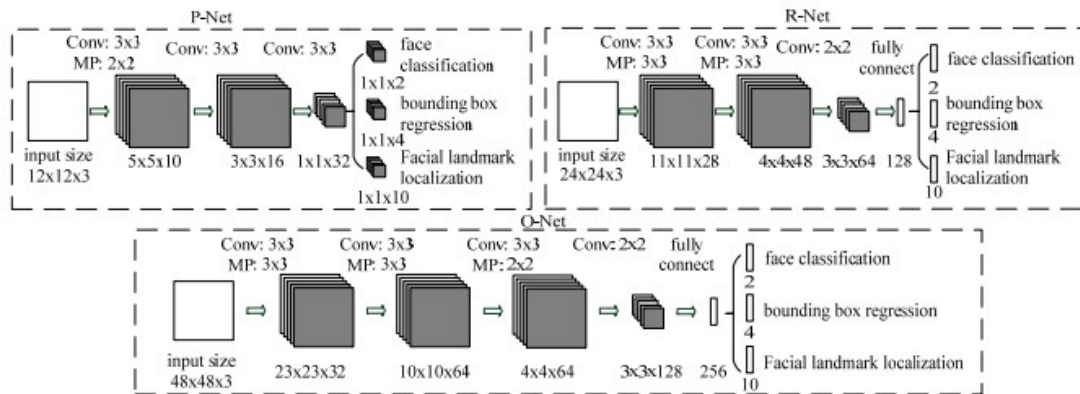 P-Net
Conv: 3x3
MP: 2x2
Conv: 3x3
Conv: 3x3
face
classification
1x1x2
bounding box
regression
1x1x4
Facial landmark
localization
1x1x10
input size
12x12x3
5x5x10
3x3x16
1x1x32
R-Net
Conv: 3x3
MP: 3x3
Conv: 3x3
MP: 3x3
Conv: 2x2
fully
connect
face classification
2
bounding box
regression
4
Facial landmark
localization
10
input size
24x24x3
11x11x28
4x4x48
3x3x64
128
O-Net
Conv: 3x3
MP: 3x3
Conv: 3x3
MP: 3x3
Conv: 3x3
MP: 2x2
Conv: 2x2
fully
connect
face classification
2
bounding box regression
4
Facial landmark localization
10
input size
48x48x3
23x23x32
10x10x64
4x4x64
3x3x128
256